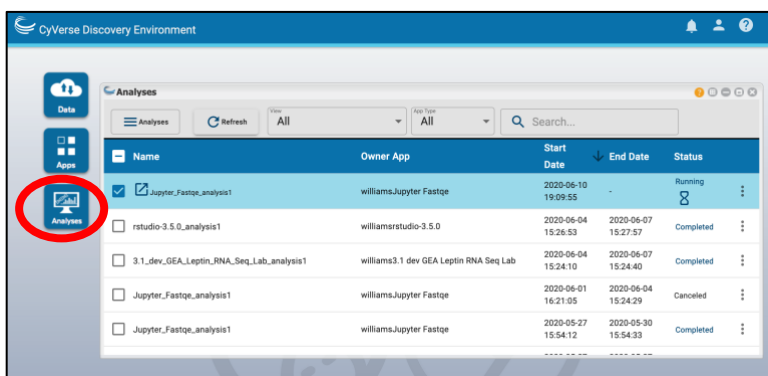 CyVerse Discovery Environment
Data
Apps
Analyses
Analyses
Analyses Refresh View All App Type All Search...
Name Owner App Start Date End Date Status
Jupyter_Fastqe_analysis1 williamsJupyter Fastqe 2020-06-10 19:09:55 - Running
rstudio-3.5.0_analysis1 williamsrstudio-3.5.0 2020-06-04 15:26:53 2020-06-07 15:27:57 Completed
3.1_dev_GEA_Leptin_RNA_Seq_Lab_analysis1 williams3.1 dev GEA Leptin RNA Seq Lab 2020-06-04 15:24:10 2020-06-07 15:24:40 Completed
Jupyter_Fastqe_analysis1 williamsJupyter Fastqe 2020-06-01 16:21:05 2020-06-04 15:24:29 Canceled
Jupyter_Fastqe_analysis1 williamsJupyter Fastqe 2020-05-27 15:54:12 2020-05-30 15:54:33 Completed